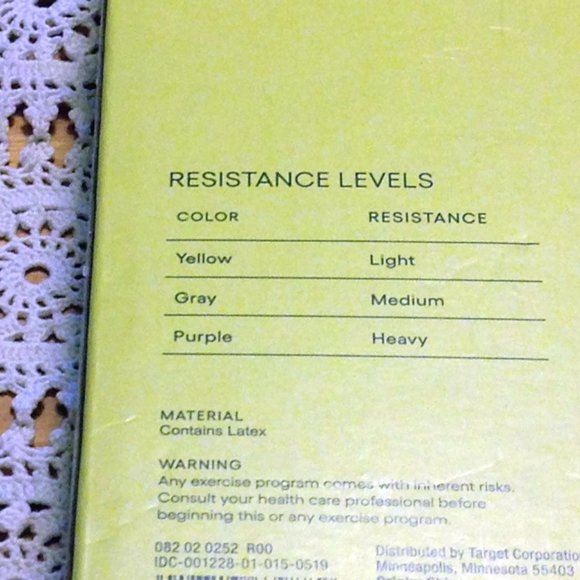 RESISTANCE LEVELS
COLOR RESISTANCE
Yellow Light
Gray Medium
Purple Heavy
MATERIAL
Contains Latex
WARNING
Any exercise program comes with inherent risks.
Consult your health care professional before
beginning this or any exercise program.
082 02 0252 R00
IDC-001228-01-015-0519
Distributed by Target Corporatio
Minneapolis, Minnesota 55403